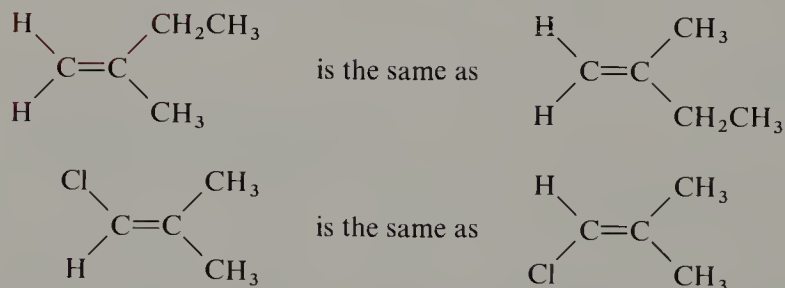 H CH₂CH₃ H CH₃
C=C is the same as C=C
H CH₃ H CH₂CH₃
Cl CH₃ H CH₃
C=C is the same as C=C
H CH₃ Cl CH₃